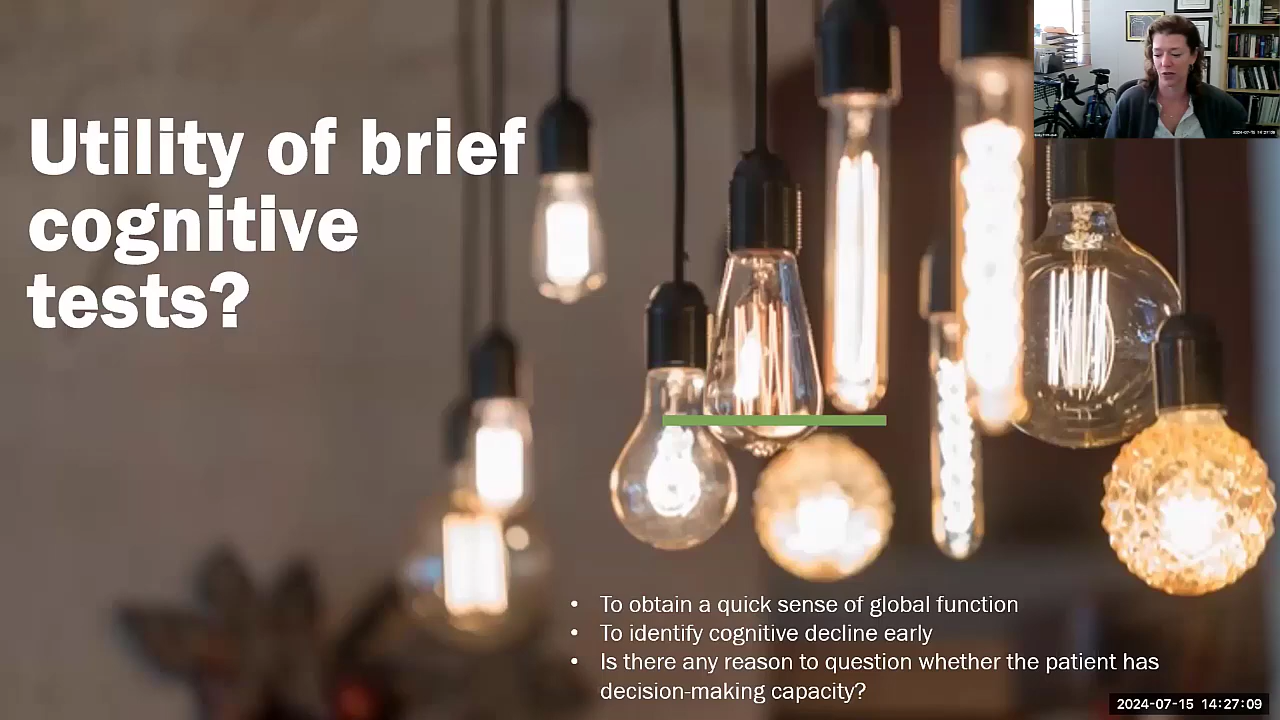 Utility of brief
cognitive
tests?
• To obtain a quick sense of global function
• To identify cognitive decline early
• Is there any reason to question whether the patient has
decision-making capacity?
2024-07-15 14:27:09